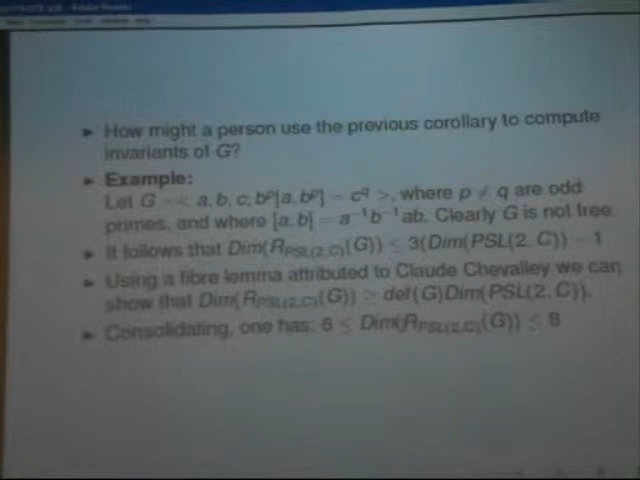 Adobe Reader
► How might a person use the previous corollary to compute
invariants of G?
► Example:
Let G =< a, b, c; b^p[a, b^p] = c^q >, where p ≠ q are odd
primes, and where [a, b] = a^−1b^−1ab. Clearly G is not free.
► It follows that Dim(R_PSL(2,C)(G)) ≤ 3(Dim(PSL(2, C)) − 1
► Using a fibre lemma attributed to Claude Chevalley we can
show that Dim(R_PSL(2,C)(G)) ≥ def(G)Dim(PSL(2, C)).
► Consolidating, one has: 6 ≤ Dim(R_PSL(2,C)(G)) ≤ 8